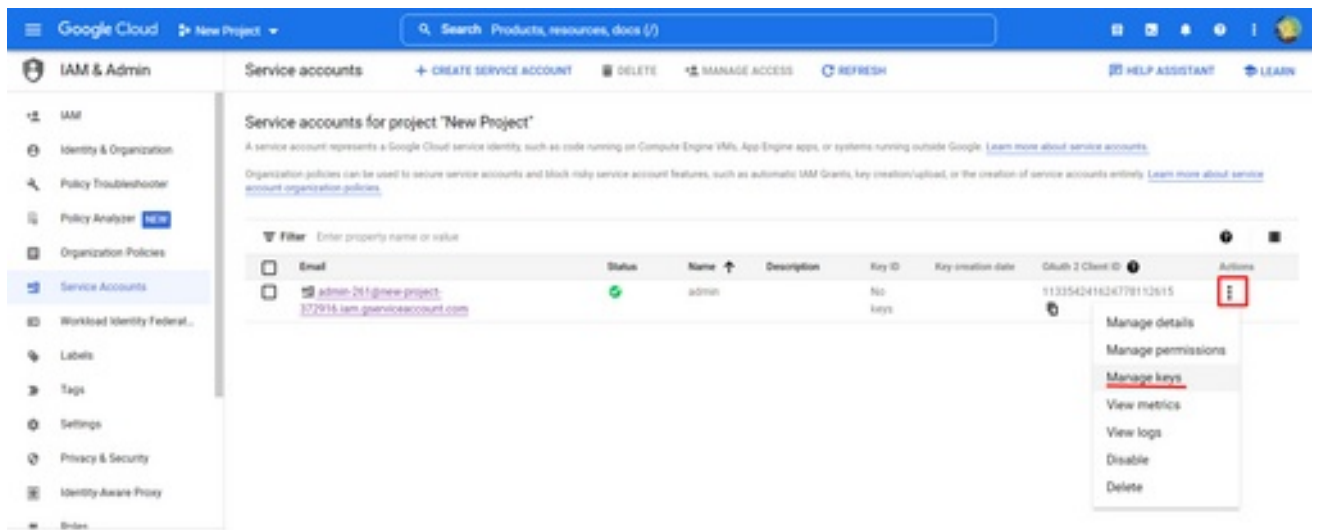 Google Cloud New Project Search Products, resources, docs (/)
IAM & Admin Service accounts + CREATE SERVICE ACCOUNT DELETE MANAGE ACCESS REFRESH HELP ASSISTANT LEARN
IAM
Identity & Organization
Policy Troubleshooter
Policy Analyzer NEW
Organization Policies
Service Accounts
Workload Identity Federat...
Labels
Tags
Settings
Privacy & Security
Identity-Aware Proxy
Roles
Service accounts for project "New Project"
A service account represents a Google Cloud service identity, such as code running on Compute Engine VMs, App Engine apps, or systems running outside Google. Learn more about service accounts.
Organization policies can be used to secure service accounts and block risky service account features, such as automatic IAM Grants, key creation/upload, or the creation of service accounts entirely. Learn more about service
account organization policies.
Filter Enter property name or value
Email Status Name Description Key ID Key creation date OAuth 2 Client ID Actions
admin-261@new-project- admin No 113354241624778112615
372916.iam.gserviceaccount.com keys
Manage details
Manage permissions
Manage keys
View metrics
View logs
Disable
Delete